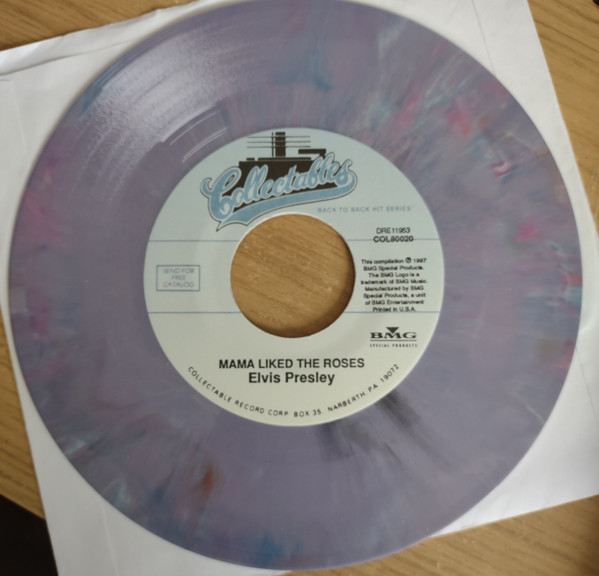 Collectables
"BACK TO BACK HIT SERIES"
DRE11953
COL80020
SEND FOR
FREE
CATALOG
This compilation ℗ 1997
BMG Special Products.
The BMG Logo is a
trademark of BMG Music.
Manufactured by BMG
Special Products, a unit
of BMG Entertainment
Printed in U.S.A.
BMG
SPECIAL PRODUCTS
MAMA LIKED THE ROSES
Elvis Presley
COLLECTABLE RECORD CORP. BOX 35, NARBERTH, PA 19072